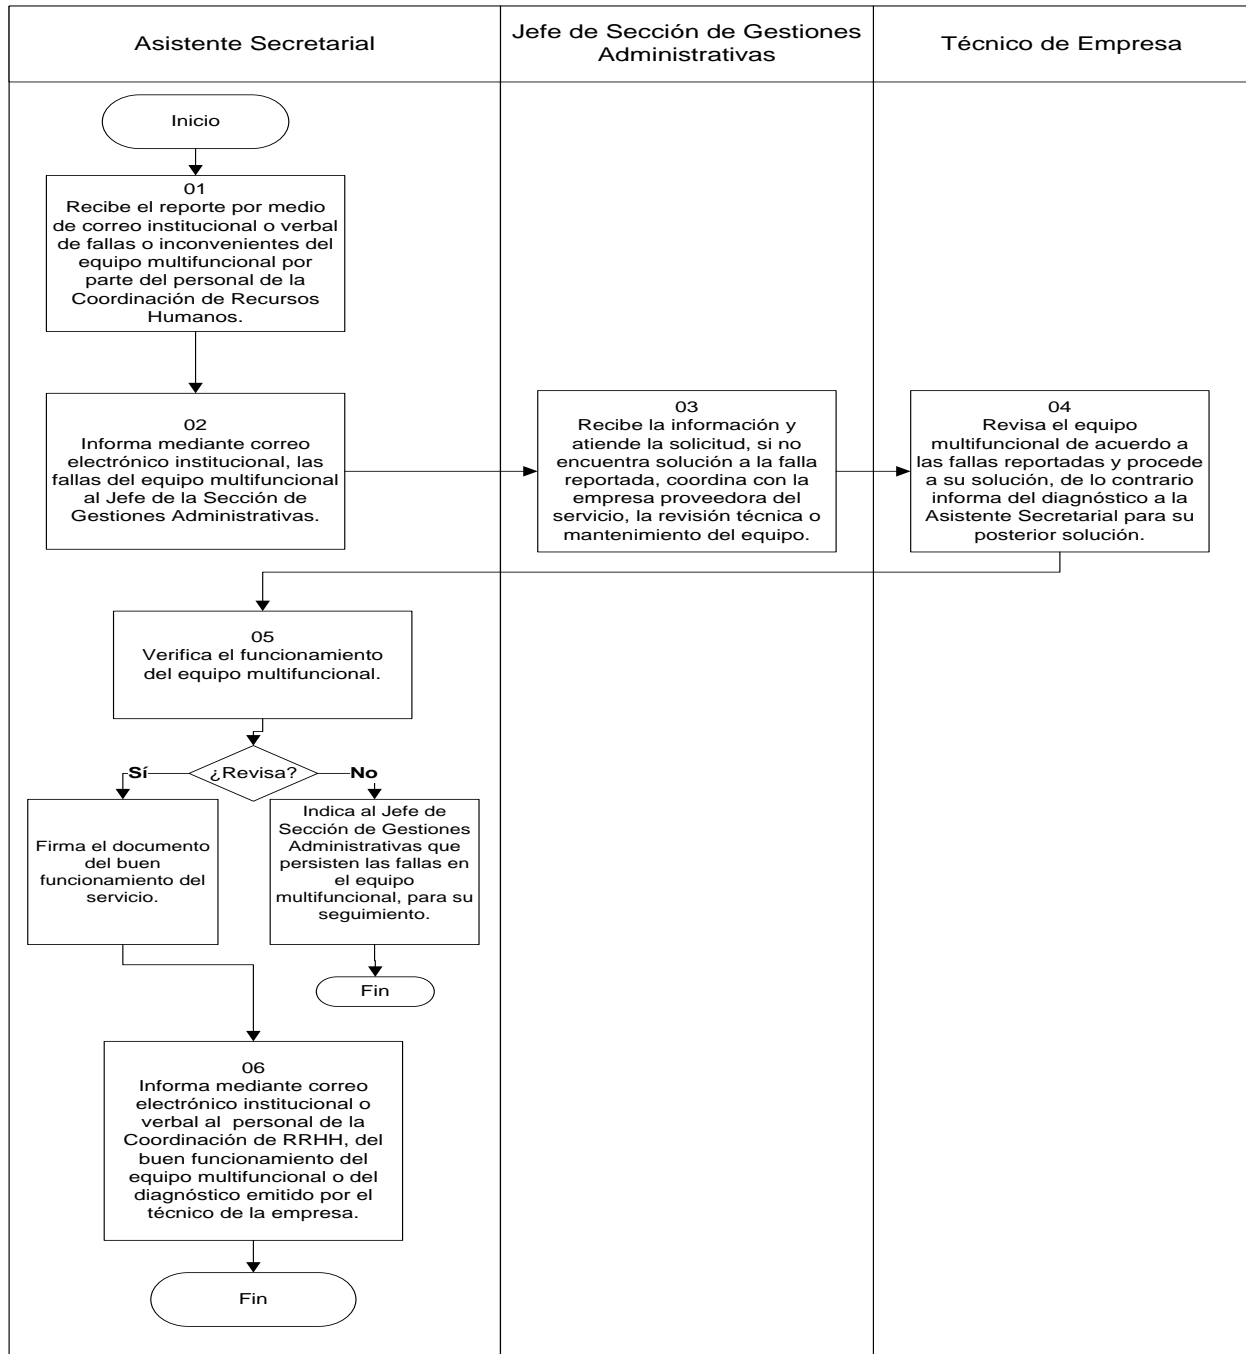 Asistente Secretarial
Jefe de Sección de Gestiones
Administrativas
Técnico de Empresa
Inicio
01
Recibe el reporte por medio
de correo institucional o verbal
de fallas o inconvenientes del
equipo multifuncional por
parte del personal de la
Coordinación de Recursos
Humanos.
02
Informa mediante correo
electrónico institucional, las
fallas del equipo multifuncional
al Jefe de la Sección de
Gestiones Administrativas.
03
Recibe la información y
atiende la solicitud, si no
encuentra solución a la falla
reportada, coordina con la
empresa proveedora del
servicio, la revisión técnica o
mantenimiento del equipo.
04
Revisa el equipo
multifuncional de acuerdo a
las fallas reportadas y procede
a su solución, de lo contrario
informa del diagnóstico a la
Asistente Secretarial para su
posterior solución.
05
Verifica el funcionamiento
del equipo multifuncional.
¿Revisa?
Sí
No
Firma el documento
del buen
funcionamiento del
servicio.
Indica al Jefe de
Sección de Gestiones
Administrativas que
persisten las fallas en
el equipo
multifuncional, para su
seguimiento.
Fin
06
Informa mediante correo
electrónico institucional o
verbal al personal de la
Coordinación de RRHH, del
buen funcionamiento del
equipo multifuncional o del
diagnóstico emitido por el
técnico de la empresa.
Fin